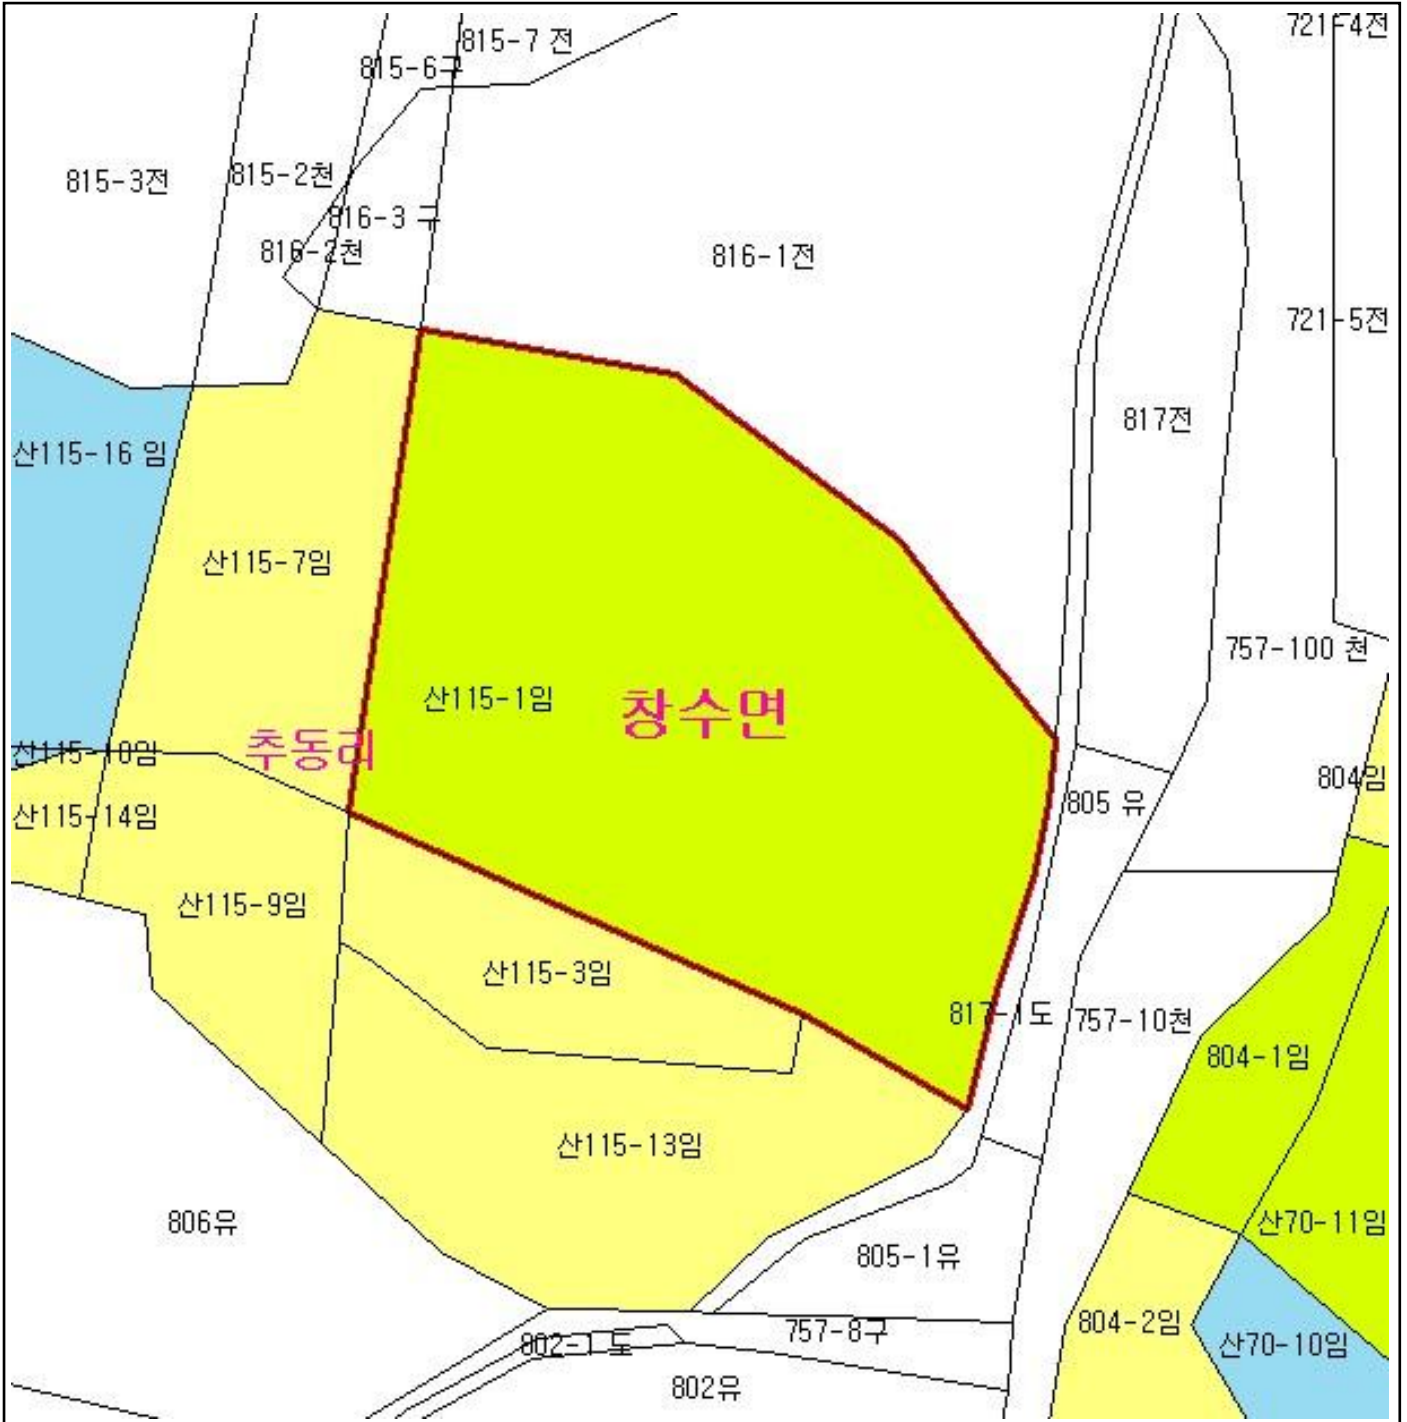 721-4전
815-7 전
815-6구
815-3전
815-2천
816-3 구
816-2천
816-1전
721-5전
817전
산115-16 임
산115-7임
757-100 천
산115-1임
창수면
추동리
산115-10임
804임
805 유
산115-14임
산115-9임
산115-3임
817-1도
757-10천
804-1임
산115-13임
806유
산70-11임
805-1유
804-2임
757-8구
802-1 도
산70-10임
802유